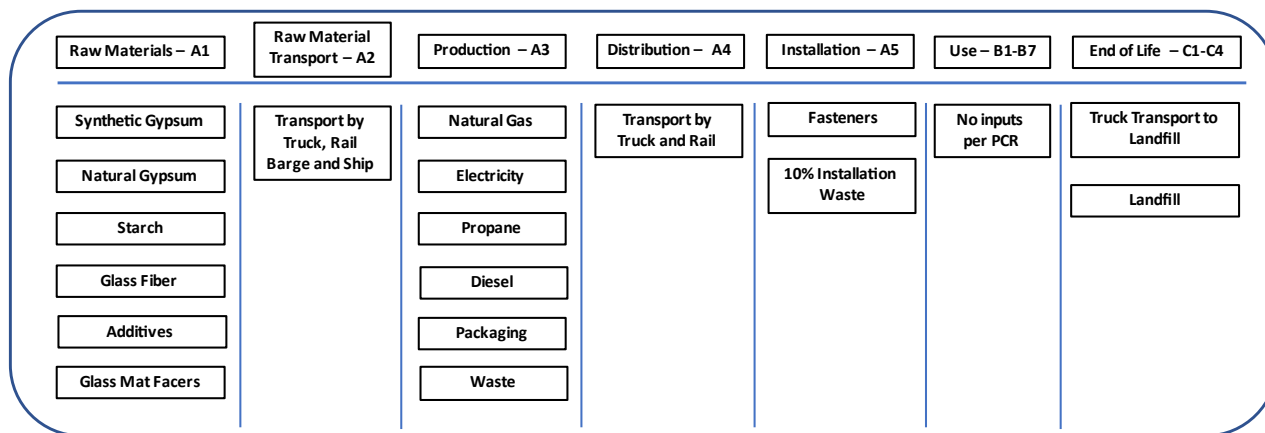 Raw Materials – A1
Raw Material
Transport – A2
Production – A3
Distribution – A4
Installation – A5
Use – B1-B7
End of Life – C1-C4
Synthetic Gypsum
Natural Gypsum
Starch
Glass Fiber
Additives
Glass Mat Facers
Transport by
Truck, Rail
Barge and Ship
Natural Gas
Electricity
Propane
Diesel
Packaging
Waste
Transport by
Truck and Rail
Fasteners
10% Installation
Waste
No inputs
per PCR
Truck Transport to
Landfill
Landfill